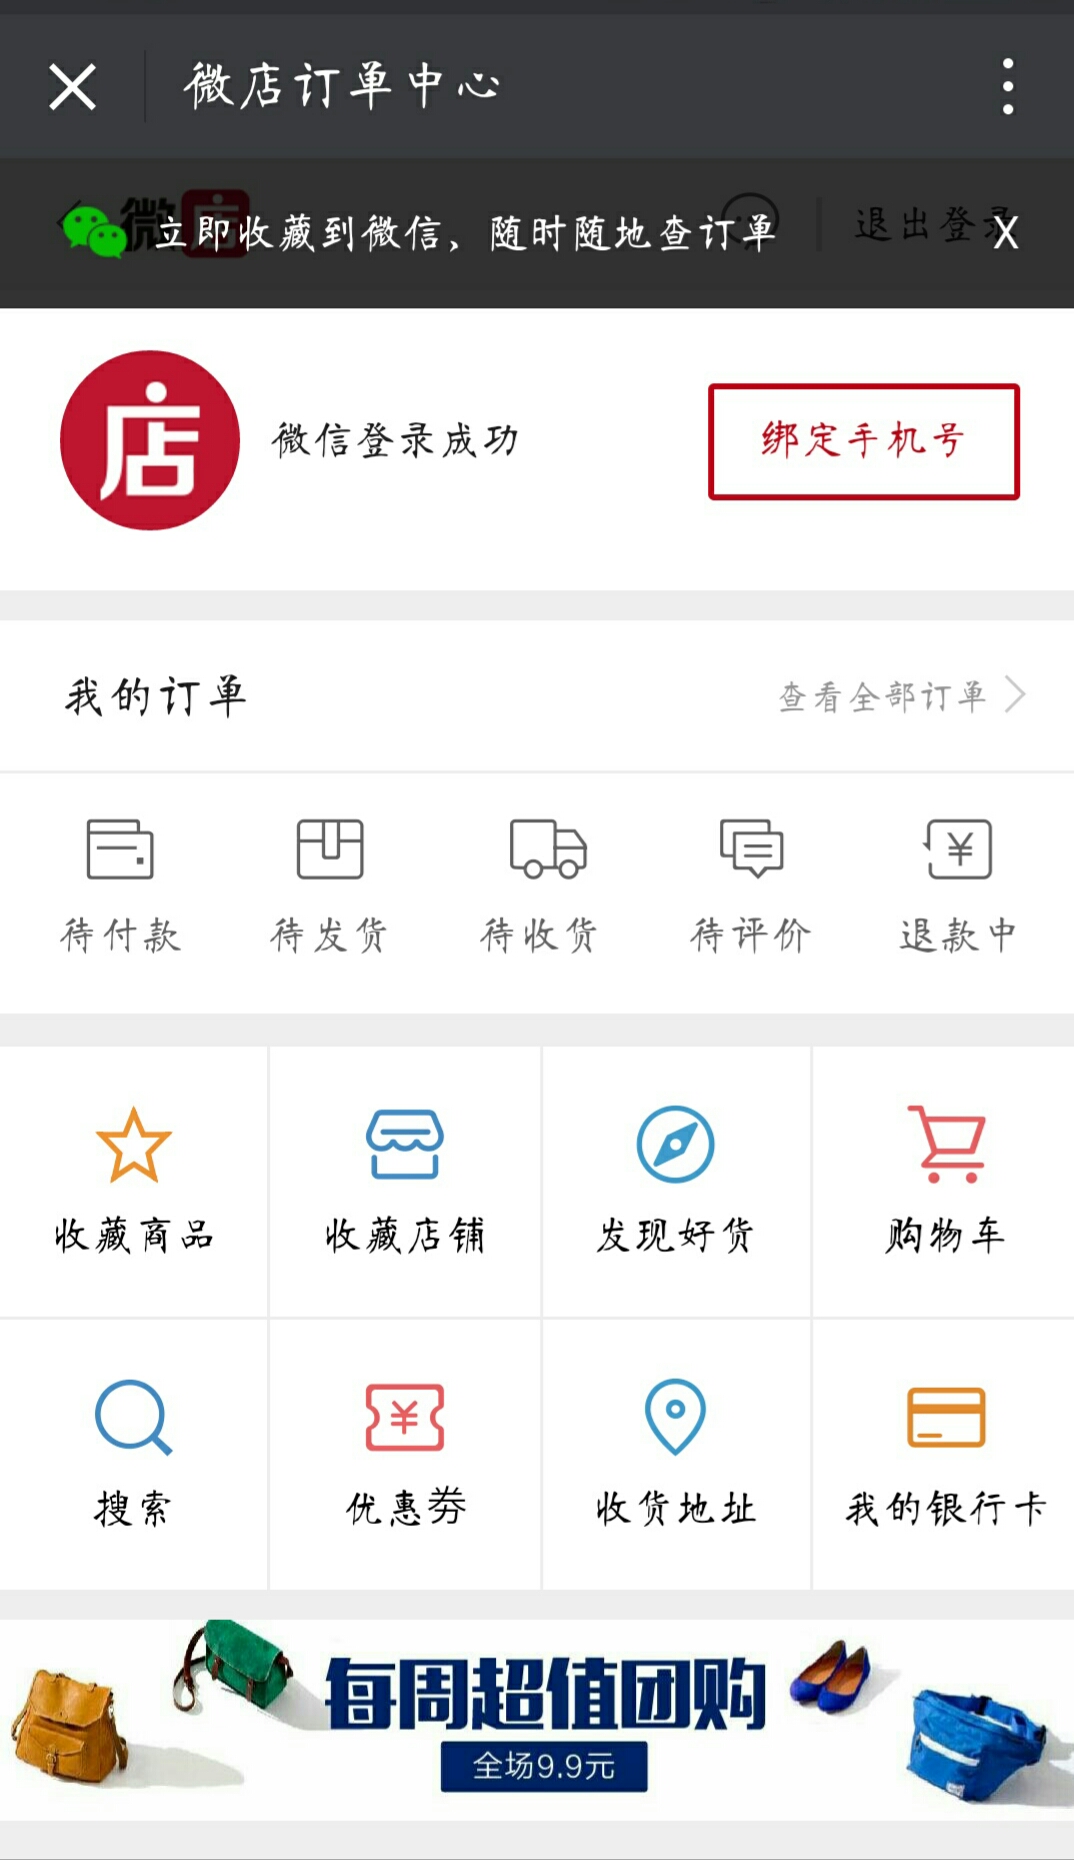 微店订单中心
微店
退出登录
立即收藏到微信，随时随地查订单 X
店
微信登录成功
绑定手机号
我的订单
查看全部订单
待付款 待发货 待收货 待评价 退款中
收藏商品 收藏店铺 发现好货 购物车
搜索 优惠券 收货地址 我的银行卡
每周超值团购
全场9.9元